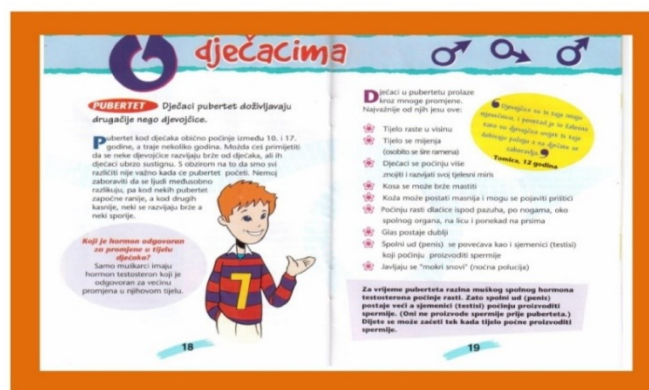 dječacima
PUBERTET Dječaci pubertet doživljavaju
drugačije nego djevojčice.
Pubertet kod dječaka obično počinje između 10. i 17.
godine, a traje nekoliko godina. Možda ćeš primijetiti
da se neke djevojčice razvijaju brže od dječaka, ali ih
dječaci ubrzo sustignu. S obzirom na to da smo svi
različiti nije važno kada će pubertet početi. Nemoj
zaboraviti da se ljudi međusobno
razlikuju, pa kod nekih pubertet
započne ranije, a kod drugih
kasnije, neki se razvijaju brže a
neki sporije.
Koji je hormon odgovoran
za promjene u tijelu
dječaka?
Samo muškarci imaju
hormon testosteron koji je
odgovoran za većinu
promjena u njihovom tijelu.
7
18
Dječaci u pubertetu prolaze
kroz mnoge promjene.
Najvažnije od njih jesu ove:
Tijelo raste u visinu
Tijelo se mijenja
(osobito se šire ramena)
Dječaci se počinju više
znojiti i razvijati svoj tjelesni miris
Kosa se može brže mastiti
Koža može postati masnija i mogu se pojaviti prištići
Počinju rasti dlačice ispod pazuha, po nogama, oko
spolnog organa, na licu i ponekad na prsima
Glas postaje dublji
Spolni ud (penis) se povećava kao i sjemenici (testisi)
koji počinju proizvoditi spermije
Javljaju se "mokri snovi" (noćna polucija)
Tomica, 12 godina
Za vrijeme puberteta razina muškog spolnog hormona
testosterona počinje rasti. Zato spolni ud (penis)
postaje veći a sjemenici (testisi) počinju proizvoditi
spermije. (Oni ne proizvode spermije prije puberteta.)
Dijete se može začeti tek kada tijelo počne proizvoditi
spermije.
19